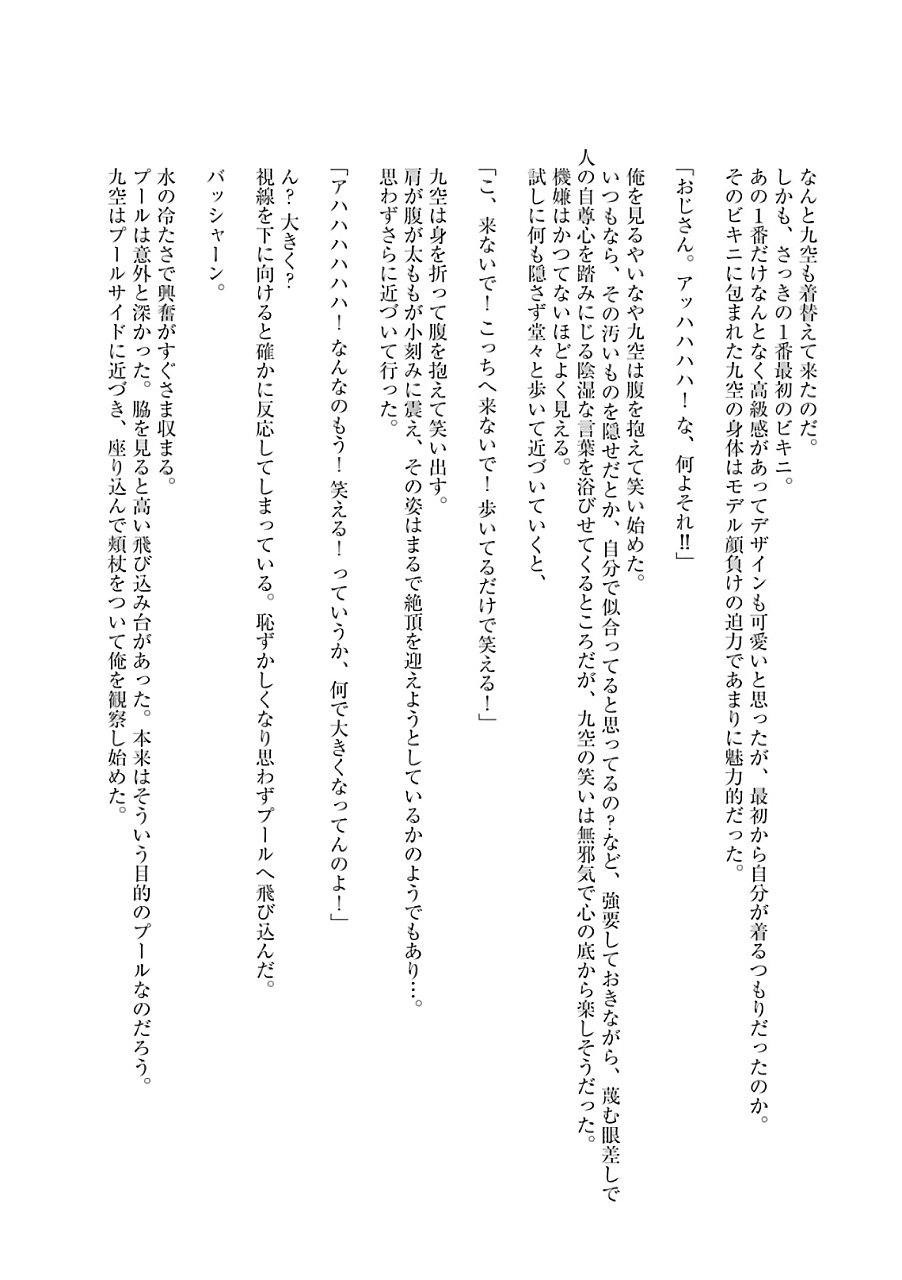 なんと九空も着替えて来たのだ。
しかも、さっきの１番最初のビキニ。
あの１番だけなんとなく高級感があってデザインも可愛いと思ったが、最初から自分が着るつもりだったのか。
そのビキニに包まれた九空の身体はモデル顔負けの迫力であまりに魅力的だった。
「おじさん。アッハハハハ！な、何よそれ‼」
俺を見るやいなや九空は腹を抱えて笑い始めた。
いつもなら、その汚いものを隠せだとか、自分で似合ってると思ってるの？など、強要しておきながら、蔑む眼差しで
人の自尊心を踏みにじる陰湿な言葉を浴びせてくるところだが、九空の笑いは無邪気で心の底から楽しそうだった。
機嫌はかつてないほどよく見える。
試しに何も隠さず堂々と歩いて近づいていくと、
「こ、来ないで！こっちへ来ないで！歩いてるだけで笑える！」
九空は身を折って腹を抱えて笑い出す。
肩が腹が太ももが小刻みに震え、その姿はまるで絶頂を迎えようとしているかのようでもあり…。
思わずさらに近づいて行った。
「アハハハハハハ！なんなのもう！笑える！っていうか、何で大きくなってんのよ！」
ん？大きく？
視線を下に向けると確かに反応してしまっている。恥ずかしくなり思わずプールへ飛び込んだ。
バッシャーン。
水の冷たさで興奮がすぐさま収まる。
プールは意外と深かった。脇を見ると高い飛び込み台があった。本来はそういう目的のプールなのだろう。
九空はプールサイドに近づき、座り込んで頬杖をついて俺を観察し始めた。